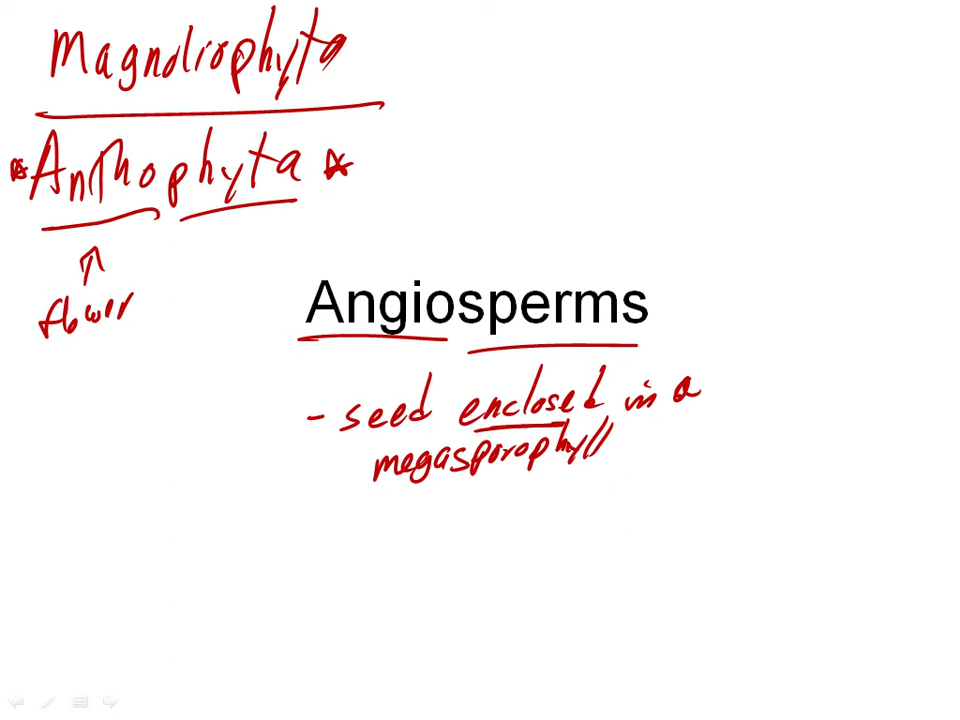 Magnoliophyta
*Anthophyta*
flower
Angiosperms
- seed enclosed in a
megasporophyll